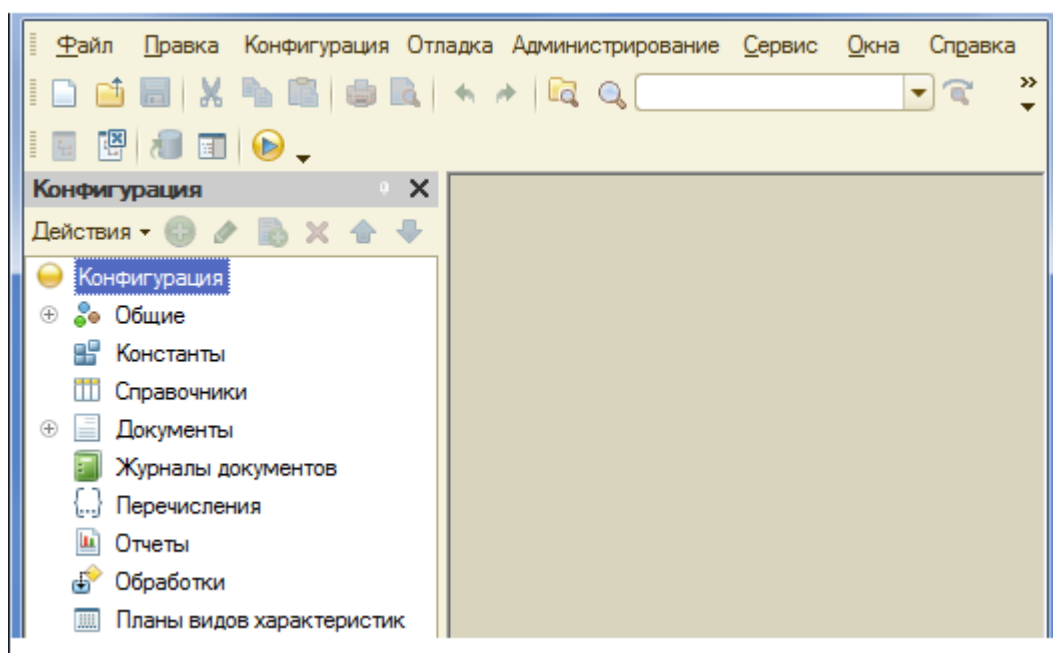 Файл Правка Конфигурация Отладка Администрирование Сервис Окна Справка
Конфигурация
Действия
Конфигурация
Общие
Константы
Справочники
Документы
Журналы документов
Перечисления
Отчеты
Обработки
Планы видов характеристик